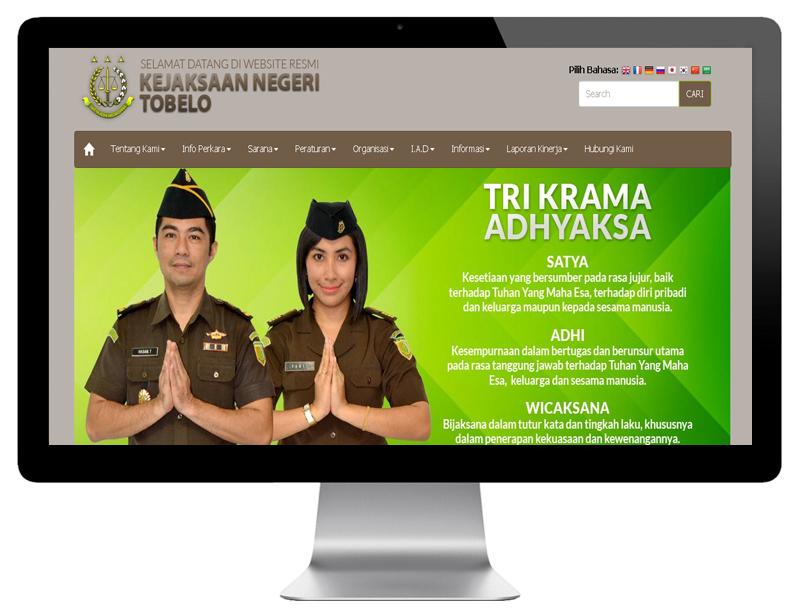 SELAMAT DATANG DI WEBSITE RESMI
KEJAKSAAN NEGERI
TOBELO
Pilih Bahasa:
Search
CARI
Tentang Kami
Info Perkara
Sarana
Peraturan
Organisasi
I.A.D
Informasi
Laporan Kinerja
Hubungi Kami
TRI KRAMA
ADHYAKSA
SATYA
Kesetiaan yang bersumber pada rasa jujur, baik
terhadap Tuhan Yang Maha Esa, terhadap diri pribadi
dan keluarga maupun kepada sesama manusia.
ADHI
Kesempurnaan dalam bertugas dan berunsur utama
pada rasa tanggung jawab terhadap Tuhan Yang Maha
Esa, keluarga dan sesama manusia.
WICAKSANA
Bijaksana dalam tutur kata dan tingkah laku, khususnya
dalam penerapan kekuasaan dan kewenangannya.